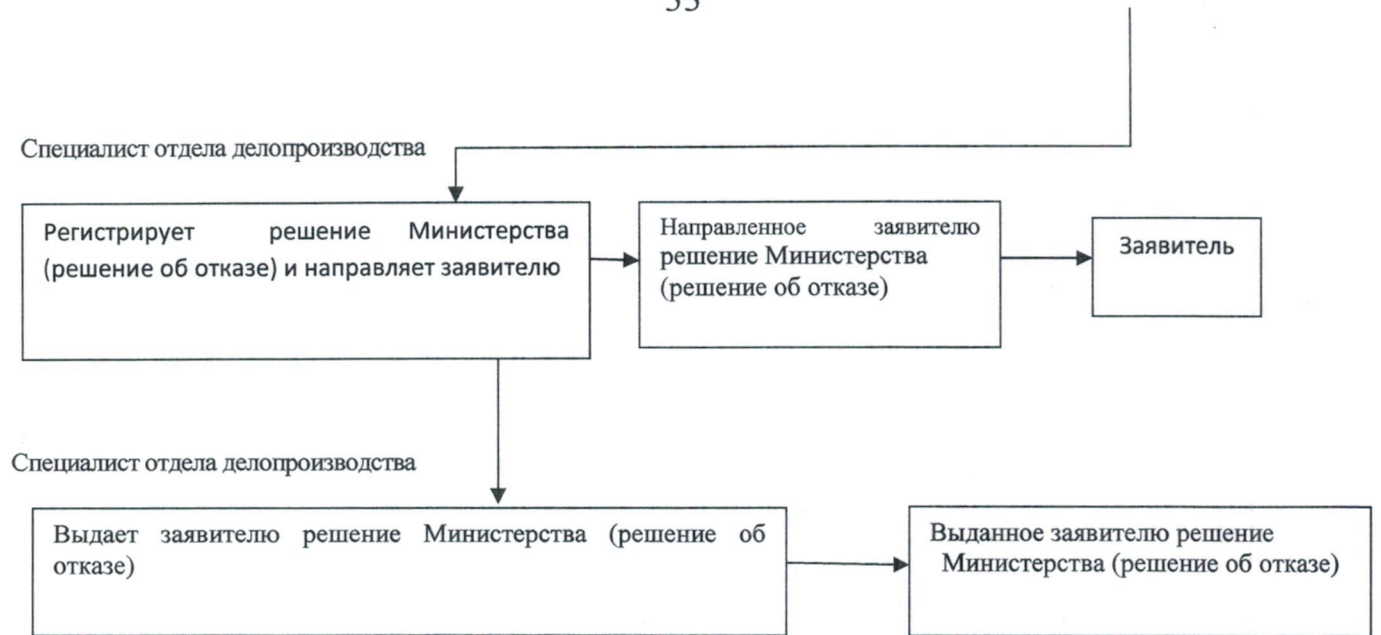 Специалист отдела делопроизводства
Регистрирует решение Министерства
(решение об отказе) и направляет заявителю
Направленное заявителю
решение Министерства
(решение об отказе)
Заявитель
Специалист отдела делопроизводства
Выдает заявителю решение Министерства (решение об
отказе)
Выданное заявителю решение
Министерства (решение об отказе)